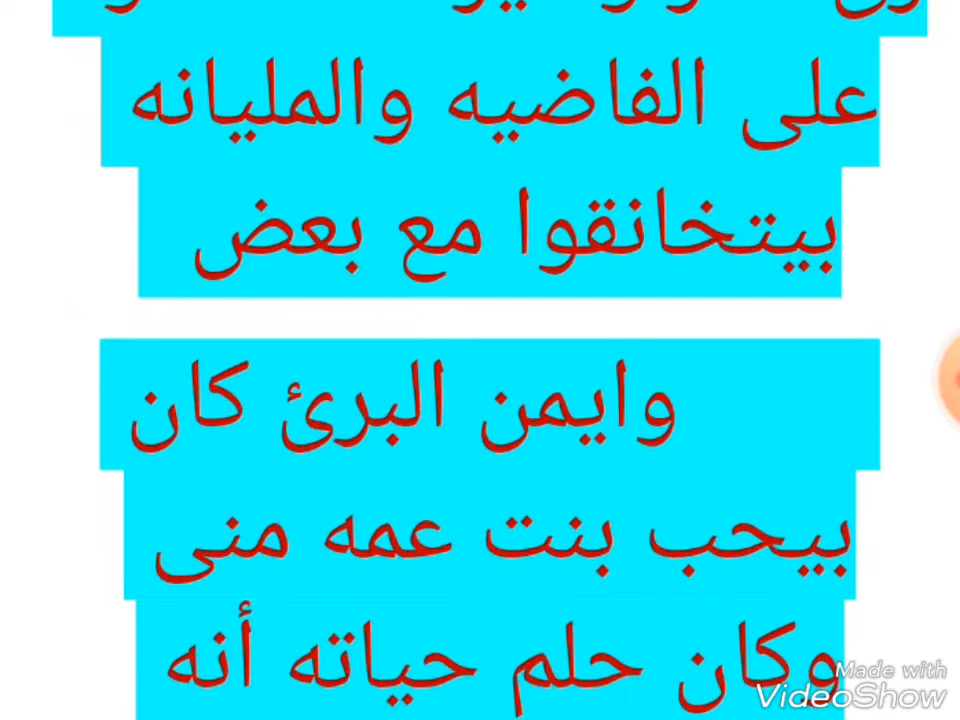 على الفاضيه والمليانه
بيتخانقوا مع بعض
وايمن البرئ كان
بيحب بنت عمه منى
وكان حلم حياته أنه
Made with
VideoShow